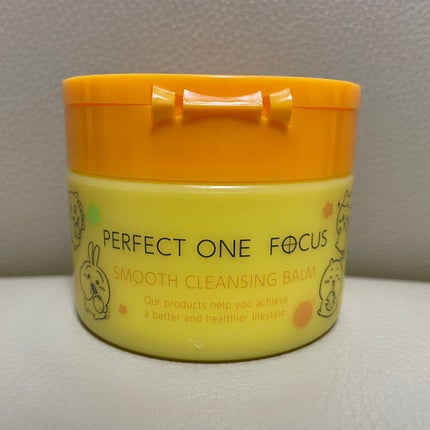 PERFECT ONE FOCUS
SMOOTH CLEANSING BALM
Our products help you achieve
a better and healthier lifestyle.